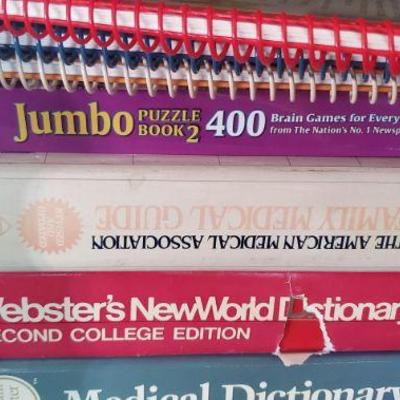 Jumbo PUZZLE BOOK 2 400 Brain Games for Every
from The Nation's No. 1 Newsp
THE AMERICAN MEDICAL ASSOCIATION
FAMILY MEDICAL GUIDE
Webster's NewWorld Dictionary
SECOND COLLEGE EDITION
Medical Dictionary